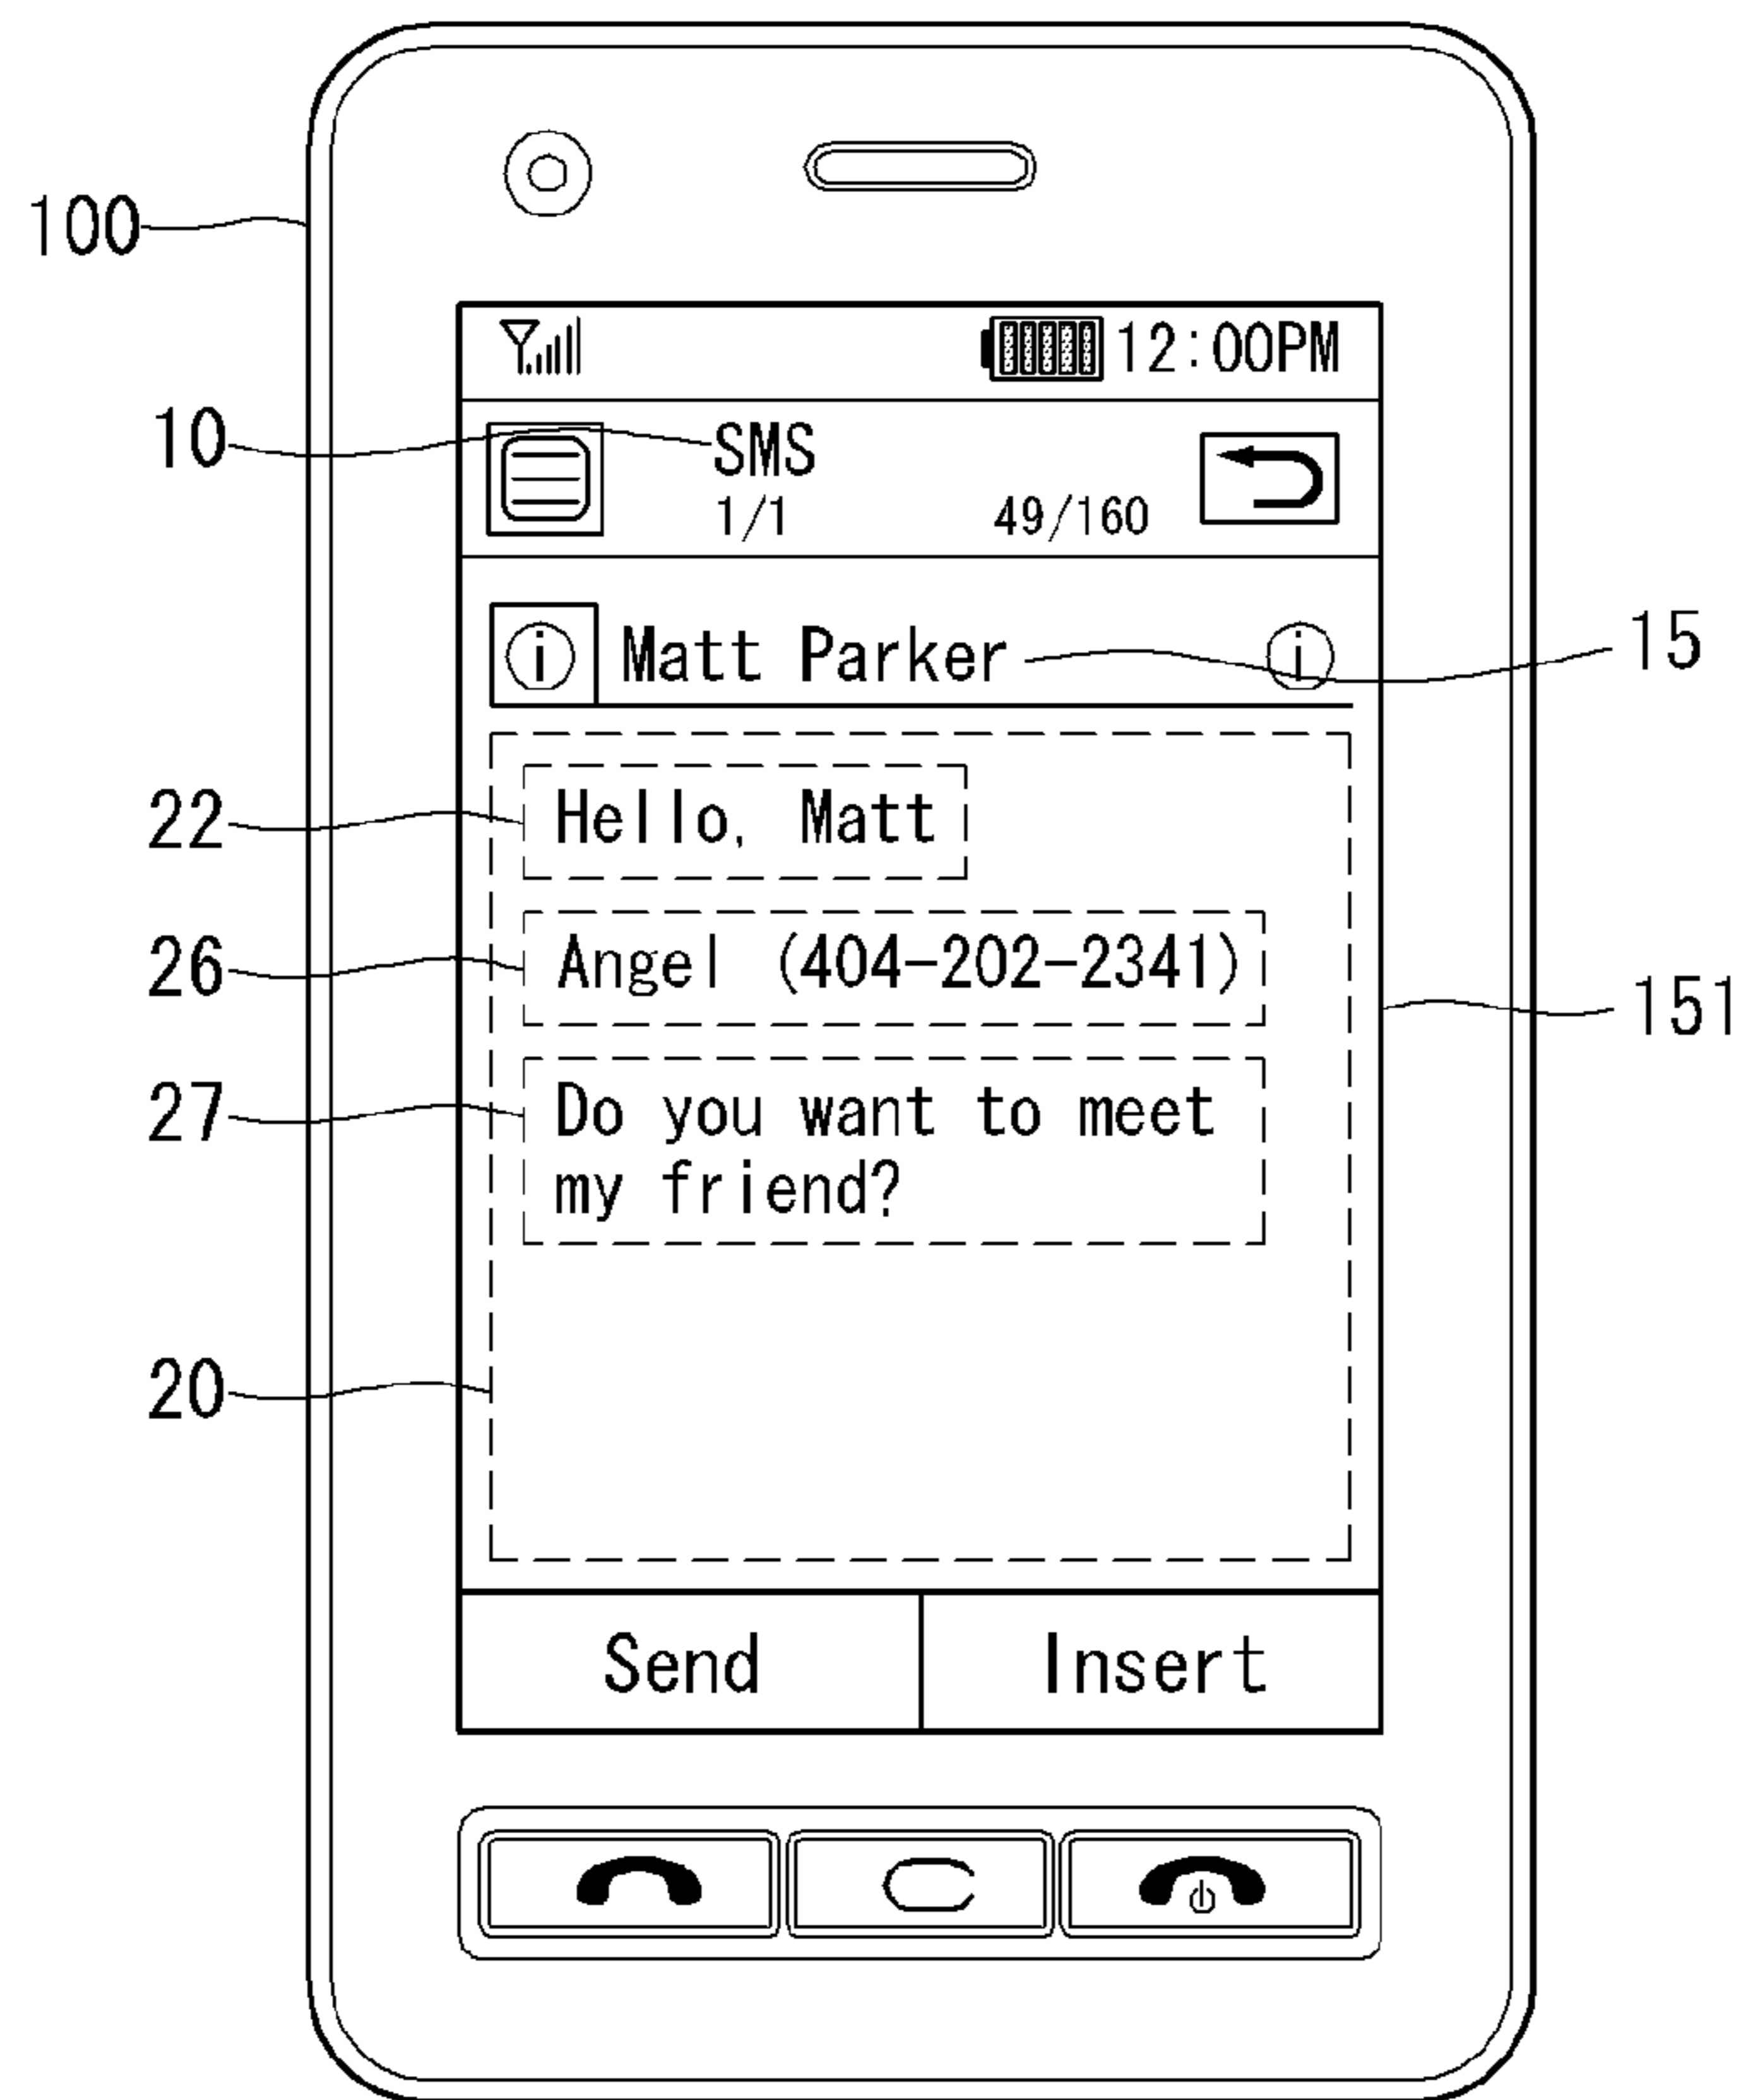 12:00PM
100
10
SMS
1/1 49/160
Matt Parker
15
22
Hello, Matt
26
Angel (404-202-2341)
151
27
Do you want to meet
my friend?
20
Send Insert